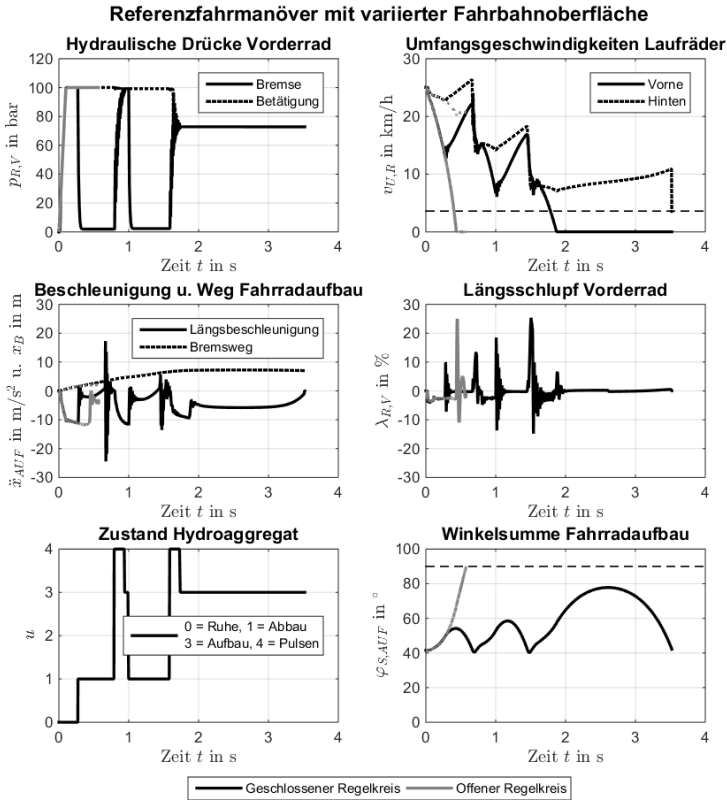 Referenzfahrmanöver mit variierter Fahrbahnoberfläche
Hydraulische Drücke Vorderrad
120
100
80
60
40
20
0
p_{R,V} in bar
Bremse
Betätigung
0 1 2 3 4
Zeit t in s
Umfangsgeschwindigkeiten Laufräder
30
20
10
0
v_{U,R} in km/h
Vorne
Hinten
0 1 2 3 4
Zeit t in s
Beschleunigung u. Weg Fahrradaufbau
30
20
10
0
-10
-20
-30
ẍ_{AUF} in m/s² u. x_B in m
Längsbeschleunigung
Bremsweg
0 1 2 3 4
Zeit t in s
Längsschlupf Vorderrad
30
20
10
0
-10
-20
-30
λ_{R,V} in %
0 1 2 3 4
Zeit t in s
Zustand Hydroaggregat
4
3
2
1
0
u
0 = Ruhe, 1 = Abbau
3 = Aufbau, 4 = Pulsen
0 1 2 3 4
Zeit t in s
Winkelsumme Fahrradaufbau
100
80
60
40
20
0
φ_{S,AUF} in °
0 1 2 3 4
Zeit t in s
Geschlossener Regelkreis Offener Regelkreis